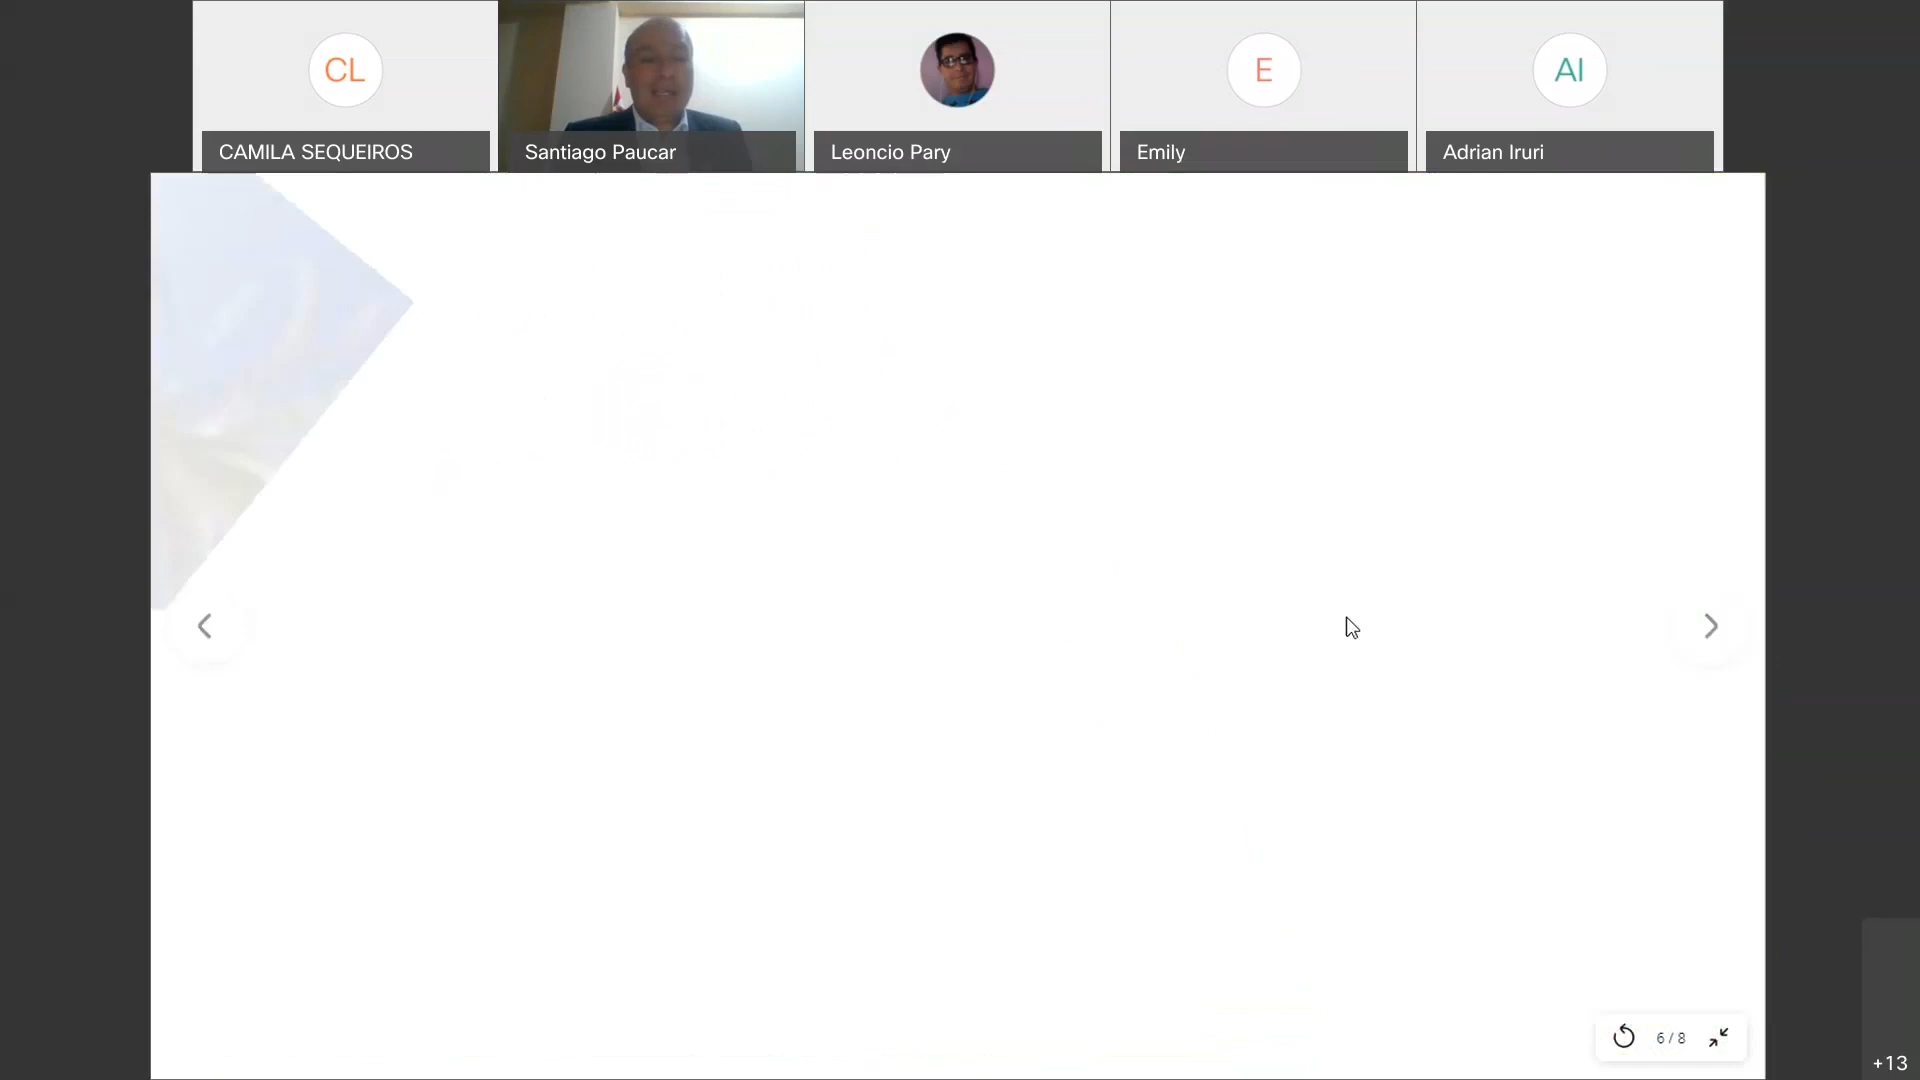 CL
E
AI
CAMILA SEQUEIROS
Santiago Paucar
Leoncio Pary
Emily
Adrian Iruri
6 / 8
+13